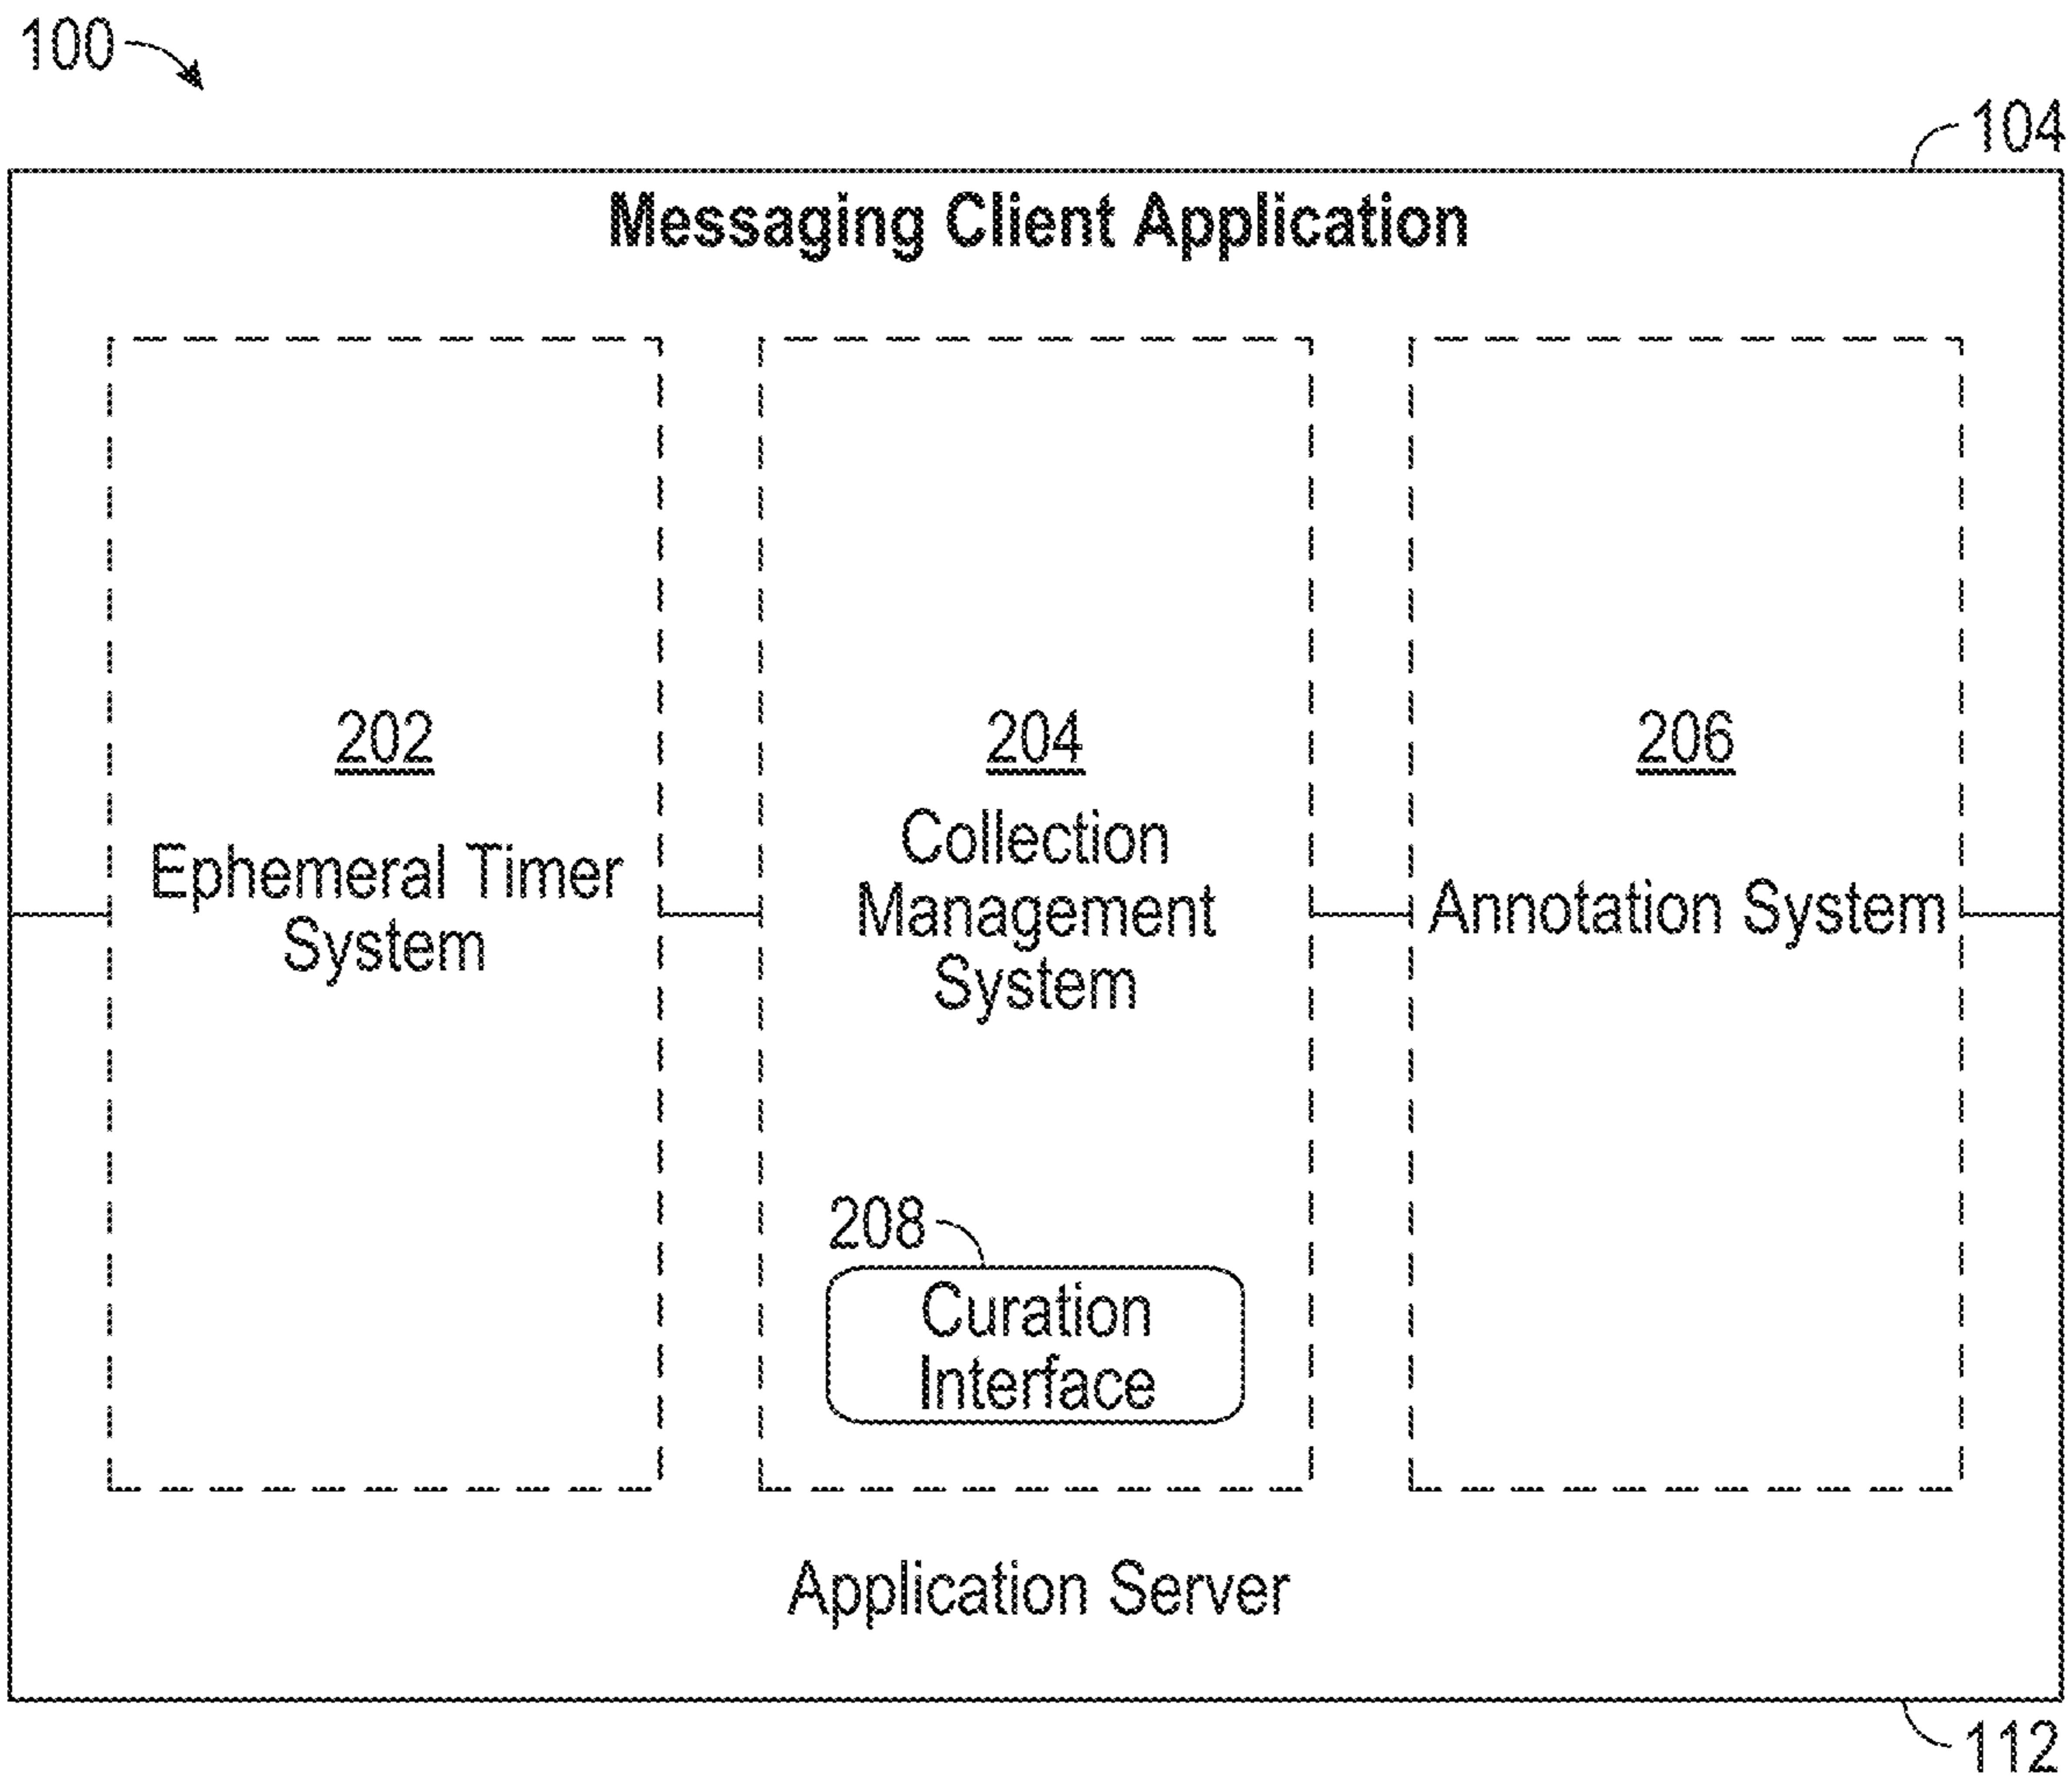 100
104
Messaging Client Application
202
Ephemeral Timer
System
204
Collection
Management
System
208
Curation
Interface
206
Annotation System
Application Server
112